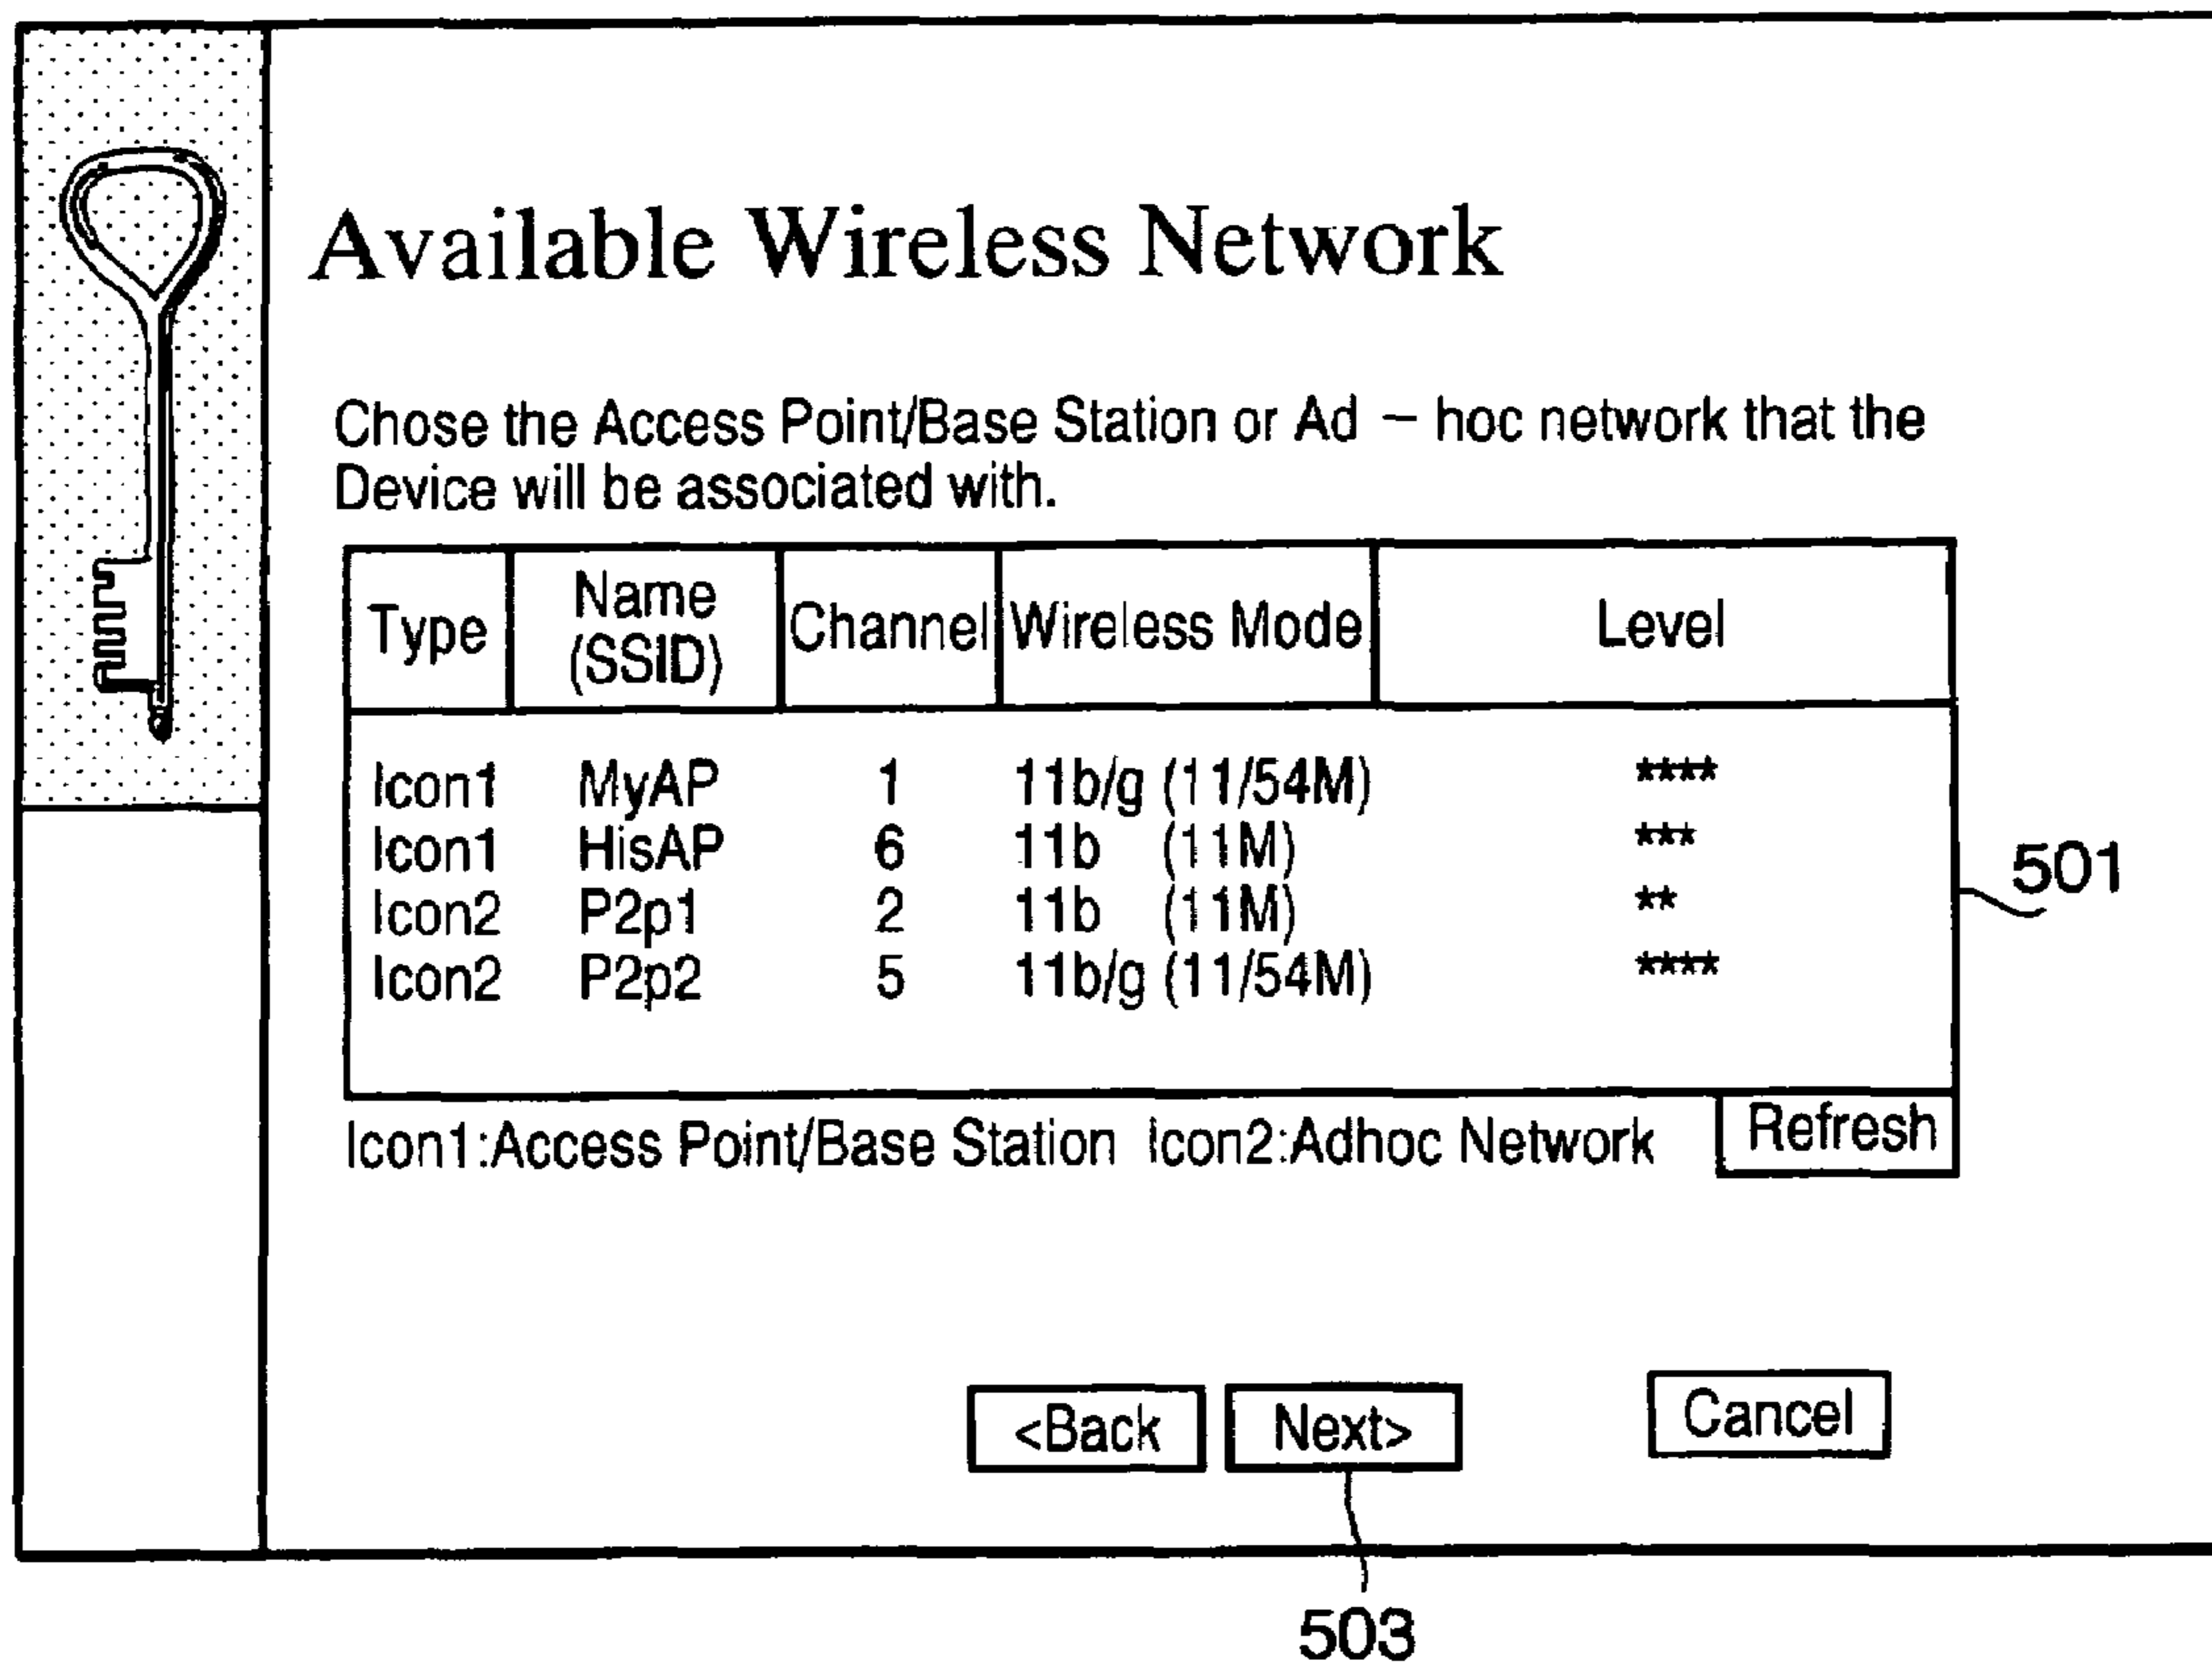 Available Wireless Network
Chose the Access Point/Base Station or Ad – hoc network that the
Device will be associated with.
Type Name (SSID) Channel Wireless Mode Level
Icon1 MyAP 1 11b/g (11/54M) ****
Icon1 HisAP 6 11b (11M) ***
Icon2 P2p1 2 11b (11M) **
Icon2 P2p2 5 11b/g (11/54M) ****
501
Icon1:Access Point/Base Station Icon2:Adhoc Network Refresh
<Back Next> Cancel
503